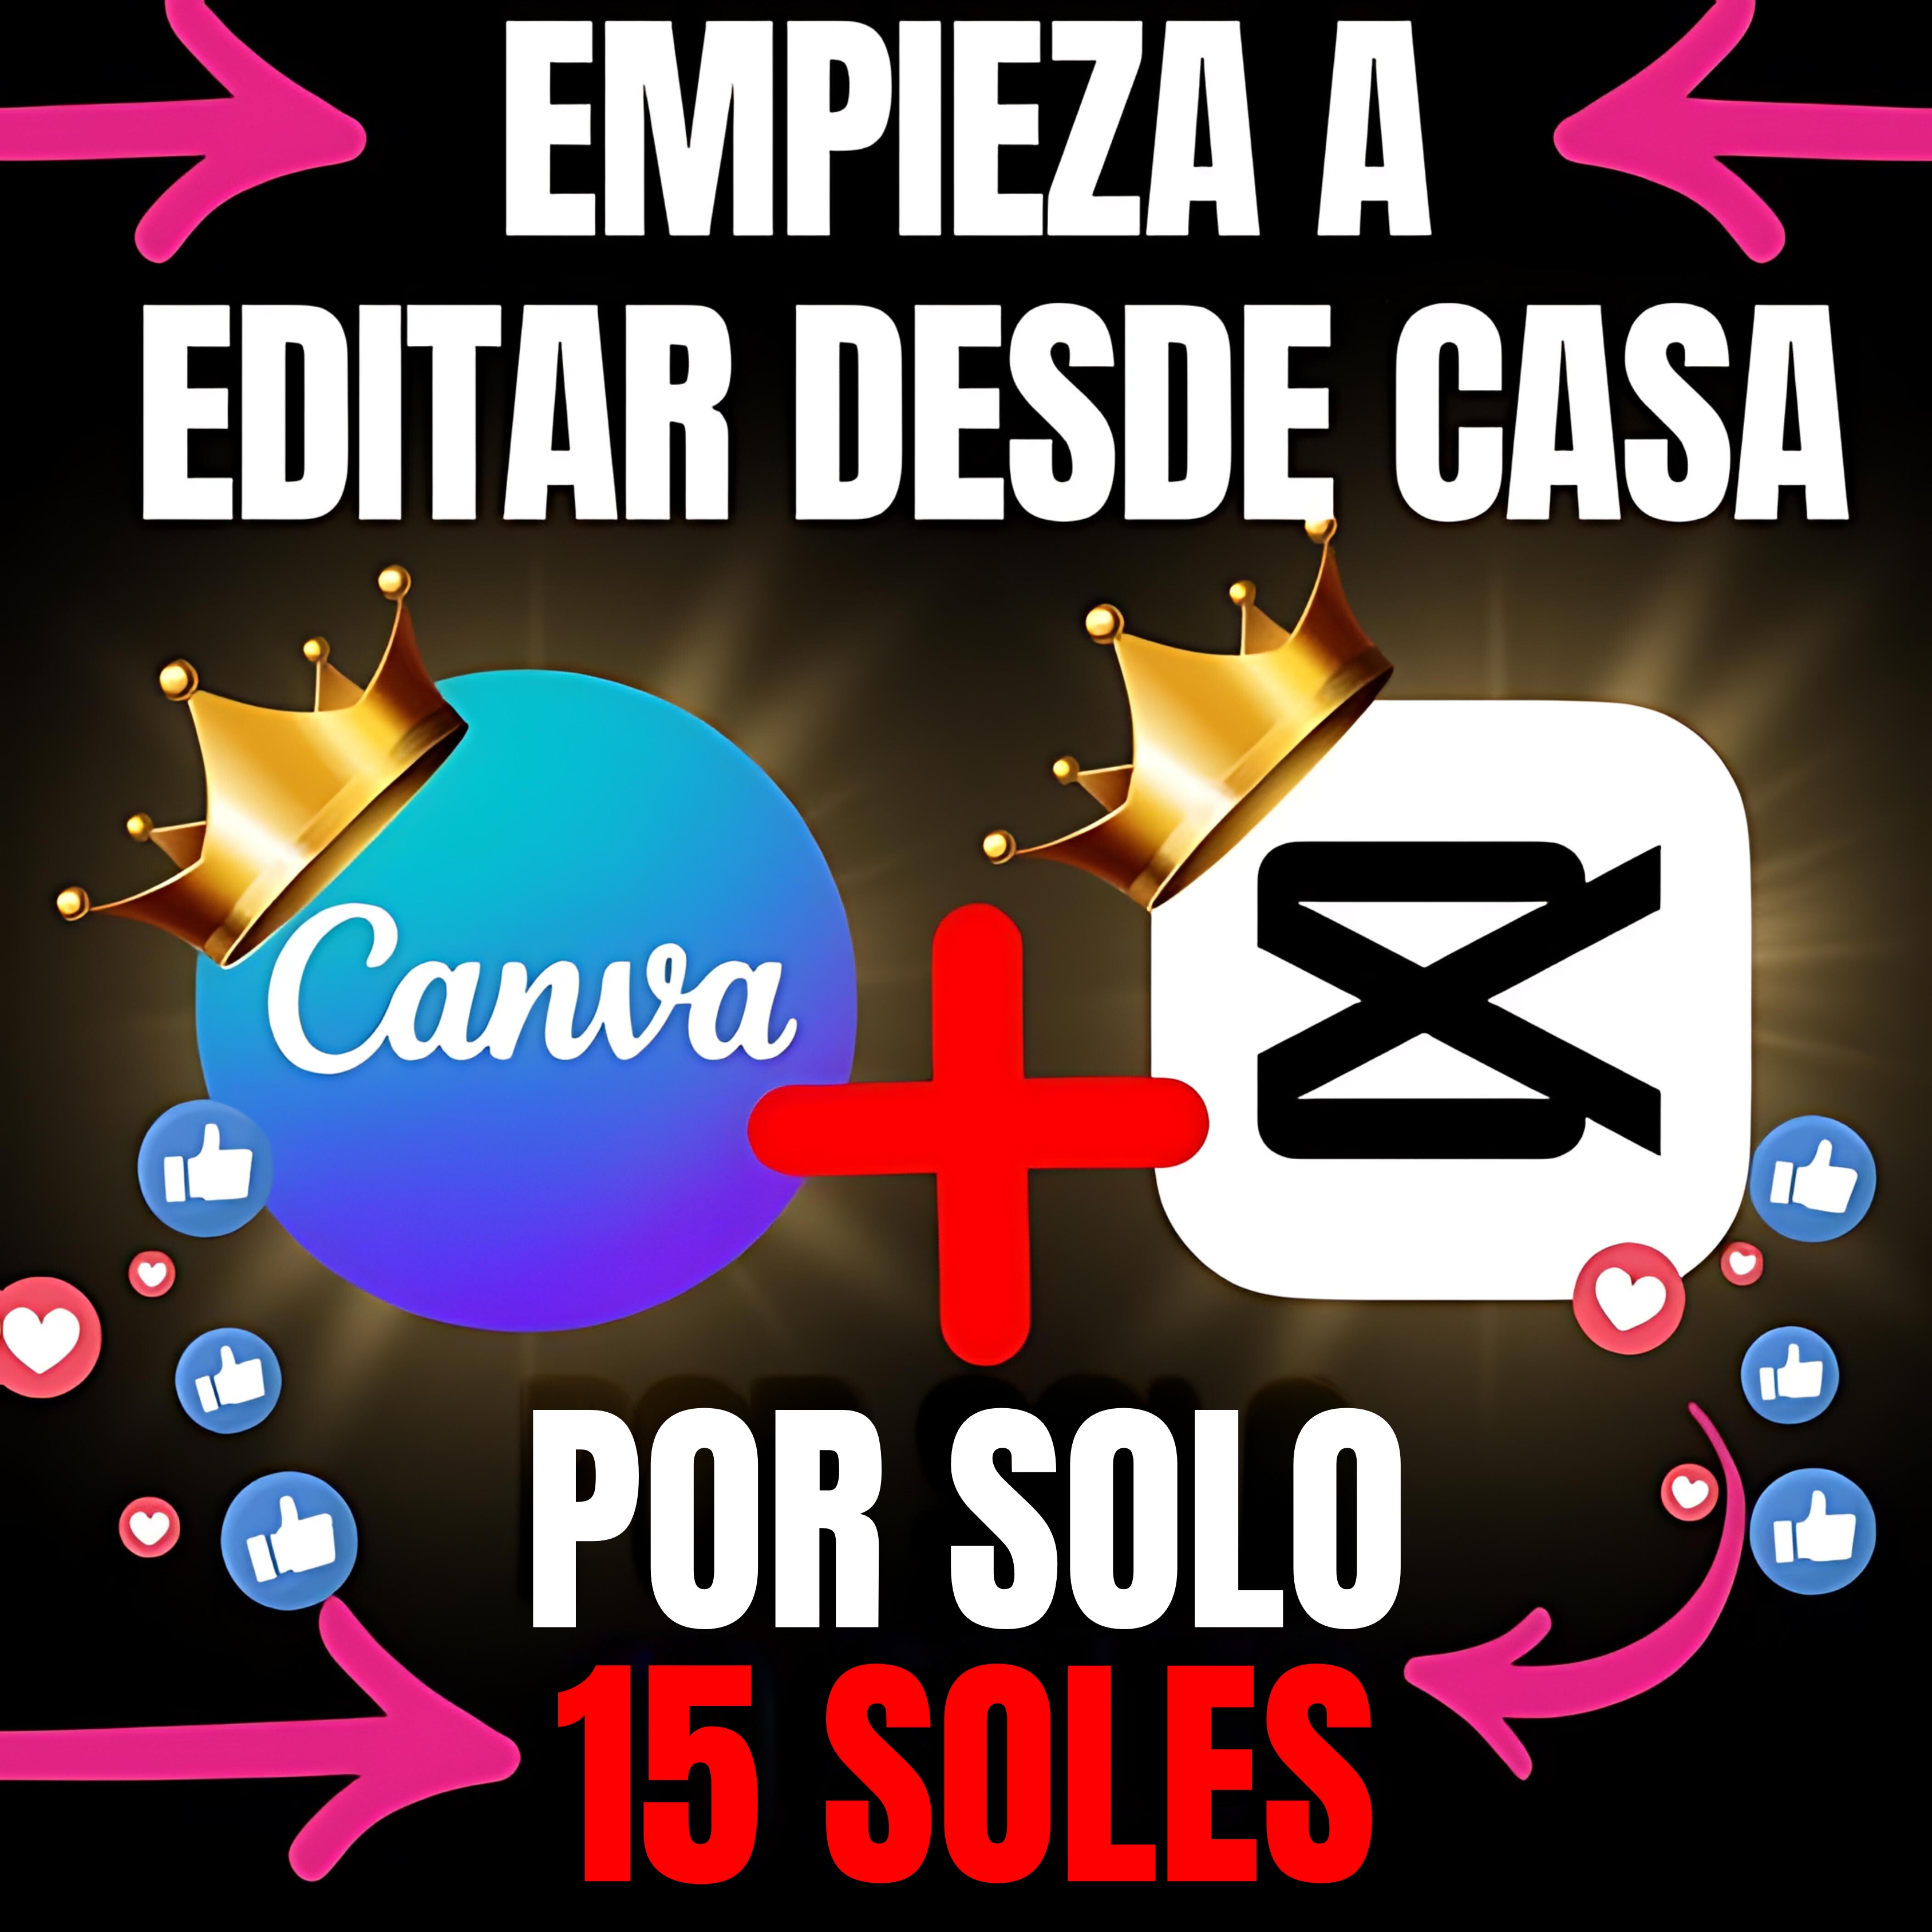 EMPIEZA A
EDITAR DESDE CASA
Canva
POR SOLO
15 SOLES